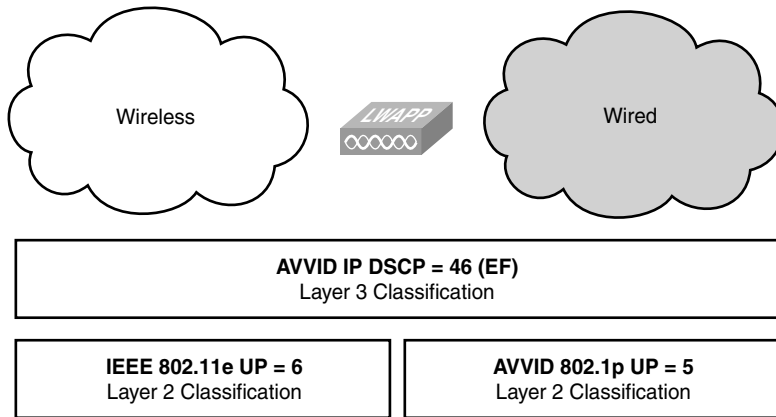 Wireless
LWAPP
Wired
AVVID IP DSCP = 46 (EF)
Layer 3 Classification
IEEE 802.11e UP = 6
Layer 2 Classification
AVVID 802.1p UP = 5
Layer 2 Classification